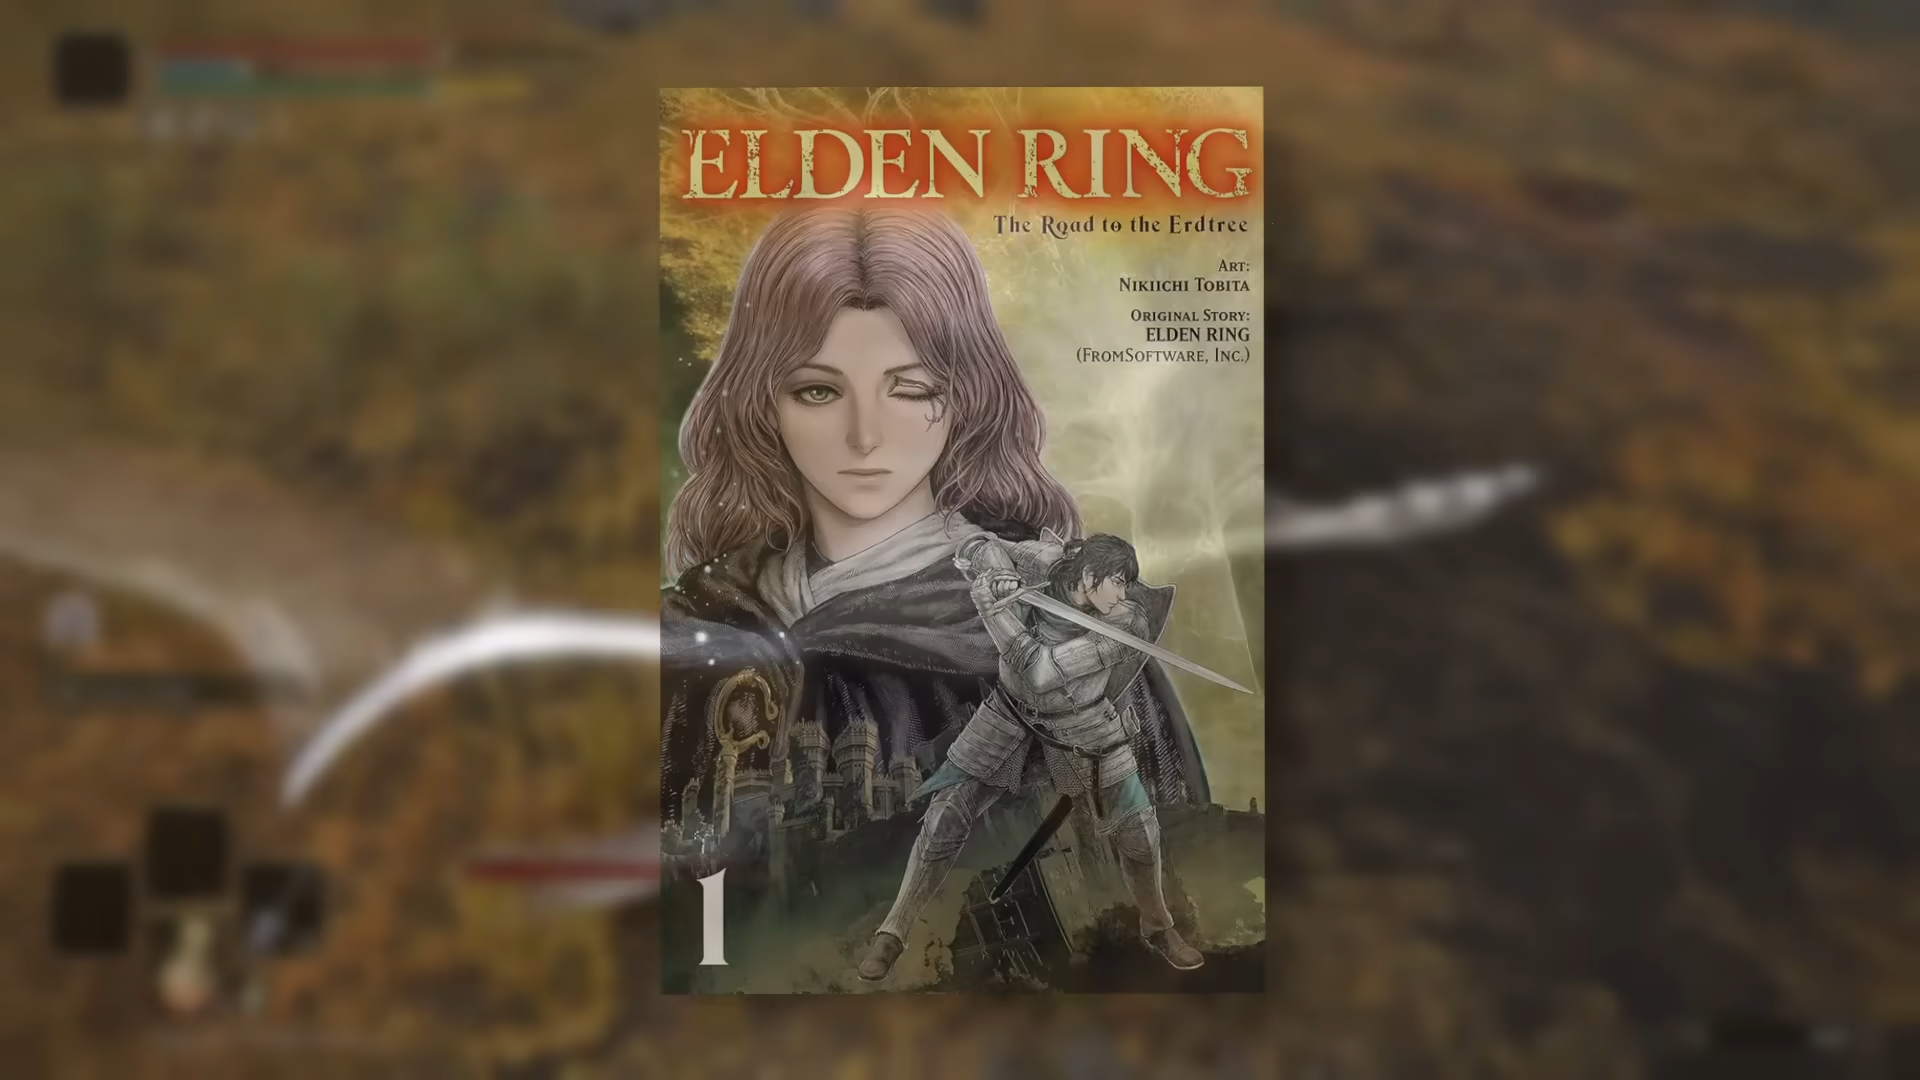 ELDEN RING
The Road to the Erdtree
ART:
NIKIICHI TOBITA
ORIGINAL STORY:
ELDEN RING
(FROMSOFTWARE, INC.)
1